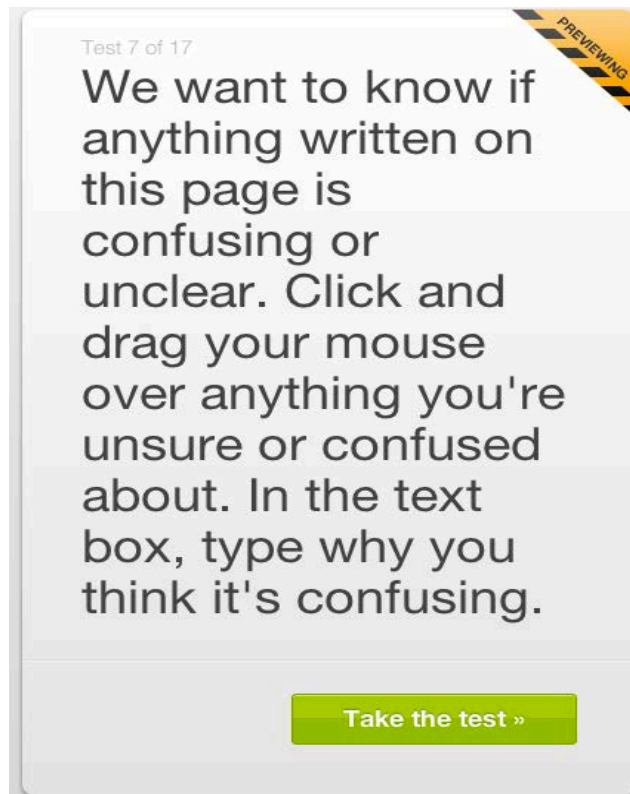 Test 7 of 17
PREVIEWING
We want to know if
anything written on
this page is
confusing or
unclear. Click and
drag your mouse
over anything you're
unsure or confused
about. In the text
box, type why you
think it's confusing.
Take the test »